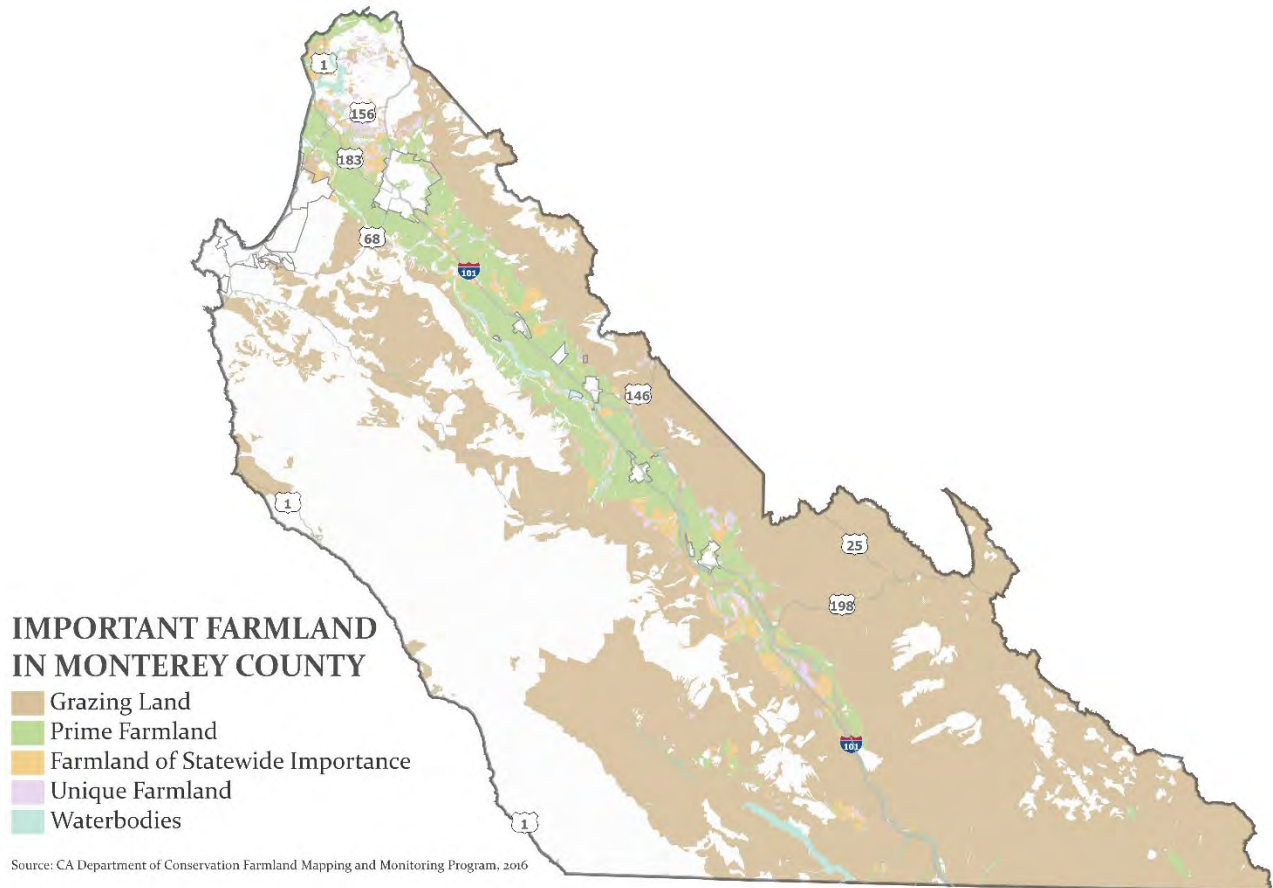 1
156
183
68
101
146
1
25
198
IMPORTANT FARMLAND
IN MONTEREY COUNTY
Grazing Land
Prime Farmland
Farmland of Statewide Importance
Unique Farmland
Waterbodies
101
1
Source: CA Department of Conservation Farmland Mapping and Monitoring Program, 2016